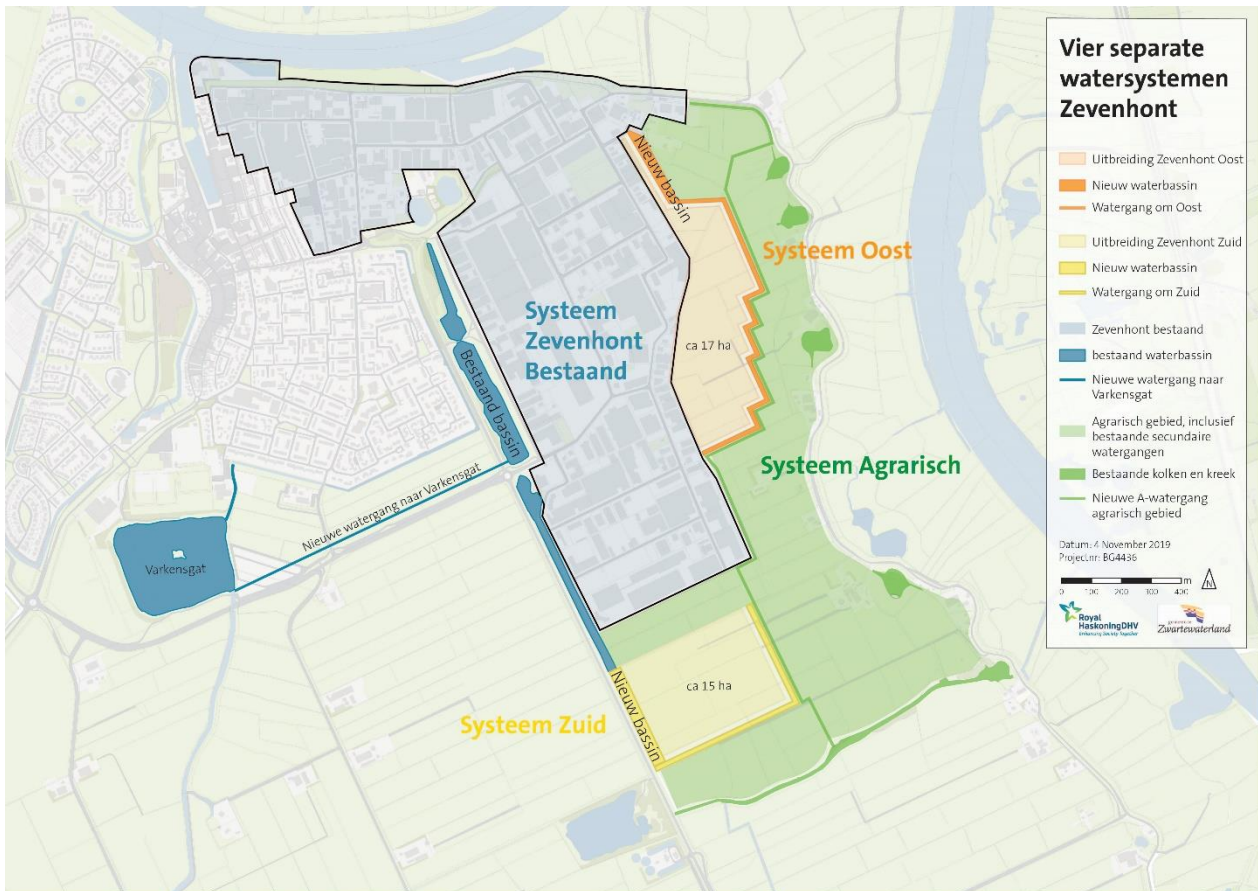 Vier separate
watersystemen
Zevenhont
Uitbreiding Zevenhont Oost
Nieuw waterbassin
Watergang om Oost
Uitbreiding Zevenhont Zuid
Nieuw waterbassin
Watergang om Zuid
Zevenhont bestaand
bestaand waterbassin
Nieuwe watergang naar
Varkensgat
Agrarisch gebied, inclusief
bestaande secundaire
watergangen
Bestaande kolken en kreek
Nieuwe A-watergang
agrarisch gebied
Datum: 4 November 2019
Projectnr: BG4436
0 100 200 300 400 m
N
Royal
HaskoningDHV
Enhancing Society Together
gemeente
Zwartewaterland
Nieuw bassin
Systeem Oost
Systeem
Zevenhont
Bestaand
ca 17 ha
Bestaand bassin
Systeem Agrarisch
Nieuwe watergang naar Varkensgat
Varkensgat
Nieuw bassin
ca 15 ha
Systeem Zuid